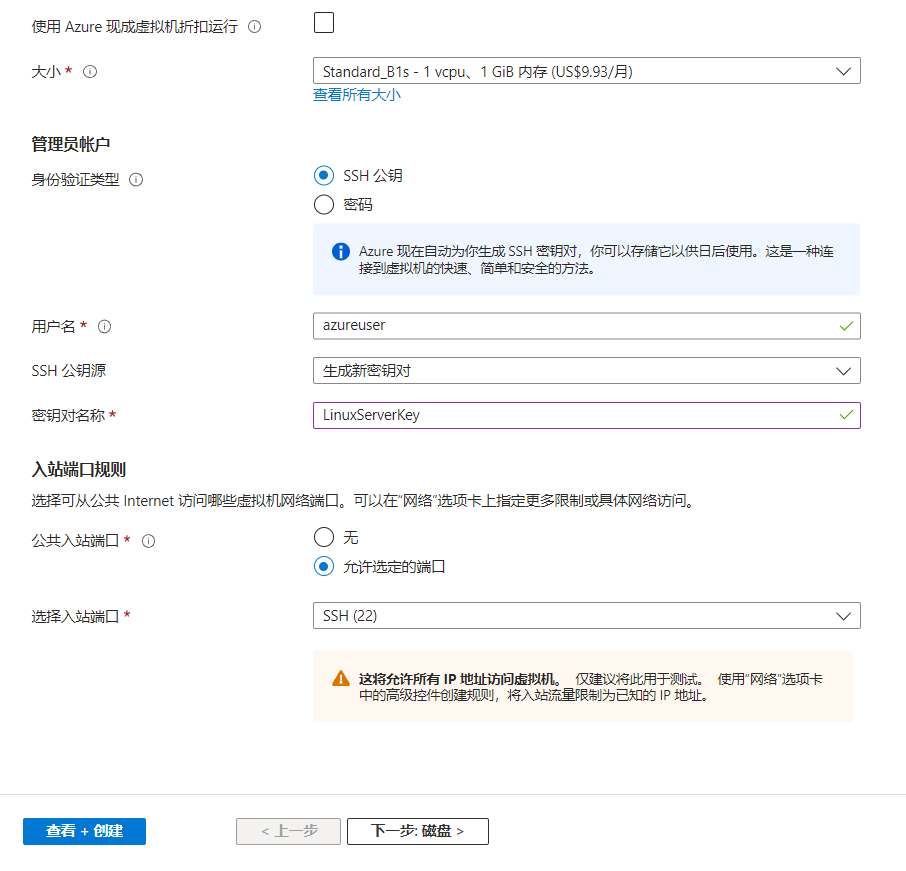 使用 Azure 现成虚拟机折扣运行
大小 *
Standard_B1s - 1 vcpu、1 GiB 内存 (US$9.93/月)
查看所有大小
管理员帐户
身份验证类型
SSH 公钥
密码
Azure 现在自动为你生成 SSH 密钥对，你可以存储它以供日后使用。这是一种连
接到虚拟机的快速、简单和安全的方法。
用户名 *
azureuser
SSH 公钥源
生成新密钥对
密钥对名称 *
LinuxServerKey
入站端口规则
选择可从公共 Internet 访问哪些虚拟机网络端口。可以在“网络”选项卡上指定更多限制或具体网络访问。
公共入站端口 *
无
允许选定的端口
选择入站端口 *
SSH (22)
这将允许所有 IP 地址访问虚拟机。 仅建议将此用于测试。 使用“网络”选项卡
中的高级控件创建规则，将入站流量限制为已知的 IP 地址。
查看 + 创建
< 上一步
下一步: 磁盘 >